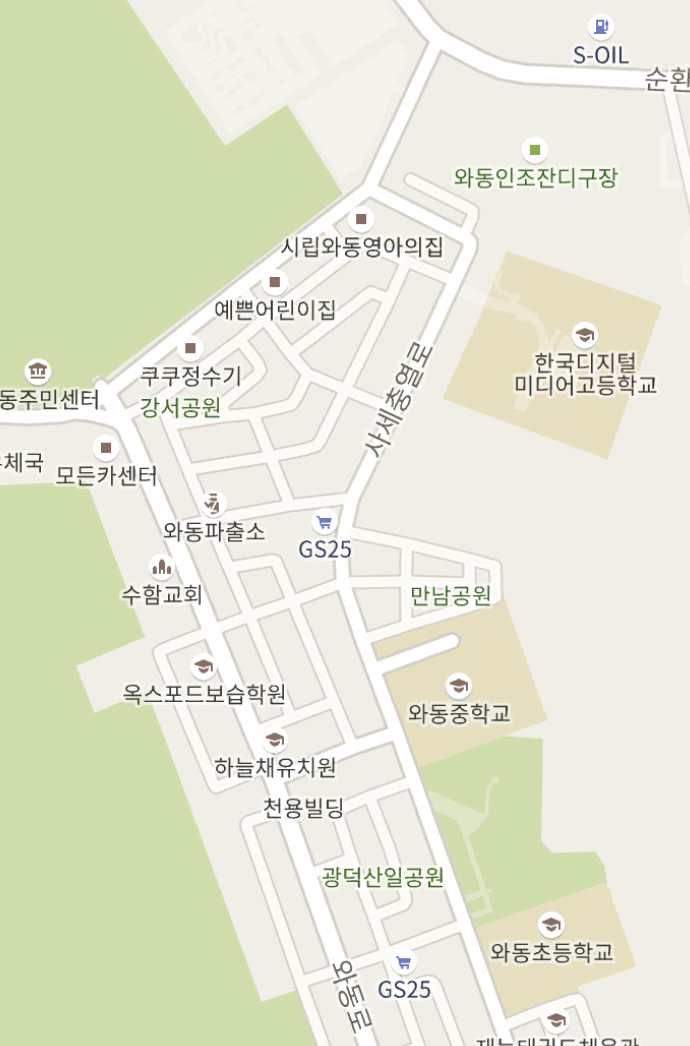 S-OIL
순환
와동인조잔디구장
시립와동영아의집
예쁜어린이집
한국디지털
미디어고등학교
쿠쿠정수기
동주민센터
강서공원
사세충열로
체국
모든카센터
와동파출소
GS25
수함교회
만남공원
옥스포드보습학원
와동중학교
하늘채유치원
천용빌딩
광덕산일공원
와동초등학교
와동로
GS25